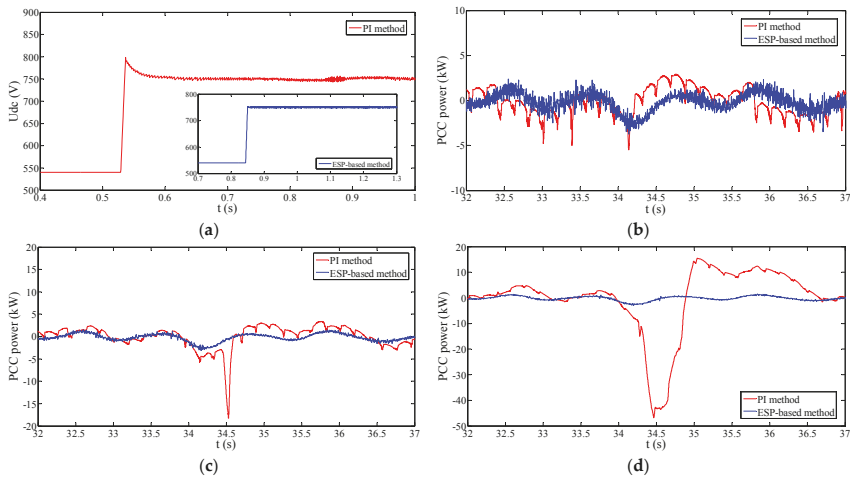 900
850
800
750
700
650
600
550
500
Udc (V)
PI method
800
700
600
500
ESP-based method
0.7 0.8 0.9 1 1.1 1.2 1.3
0.4 0.5 0.6 0.7 0.8 0.9 1
t (s)
(a)
10
5
0
-5
-10
PCC power (kW)
PI method
ESP-based method
32 32.5 33 33.5 34 34.5 35 35.5 36 36.5 37
t (s)
(b)
20
15
10
5
0
-5
-10
-15
-20
PCC power (kW)
PI method
ESP-based method
32 32.5 33 33.5 34 34.5 35 35.5 36 36.5 37
t (s)
(c)
20
10
0
-10
-20
-30
-40
-50
PCC power (kW)
PI method
ESP-based method
32 32.5 33 33.5 34 34.5 35 35.5 36 36.5 37
t (s)
(d)